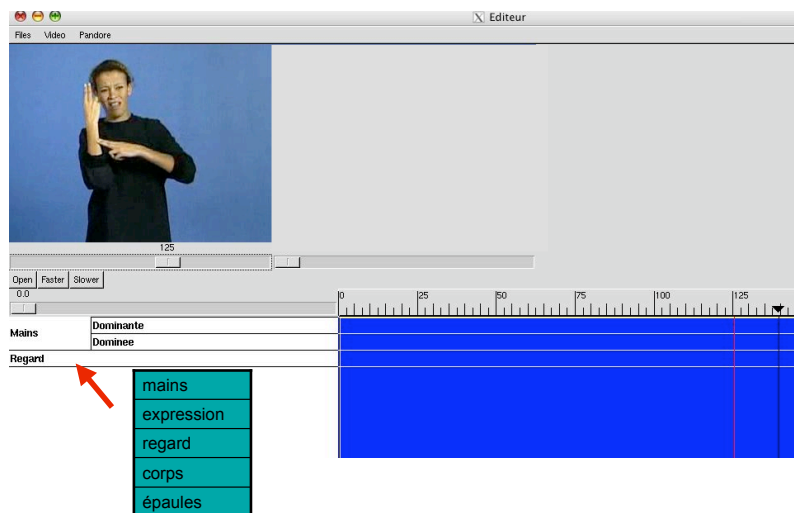 X Editeur
Files Video Pandore
125
Open Faster Slower
0.0
0 25 50 75 100 125
Mains
Dominante
Dominee
Regard
mains
expression
regard
corps
épaules